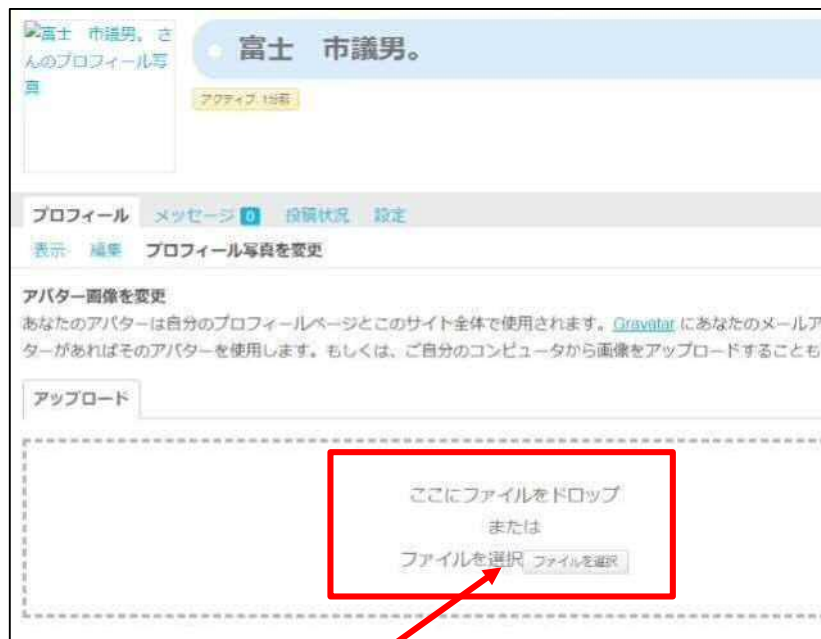 富士 市議男。 さ
んのプロフィール写
真
富士 市議男。
アクティブ 1分前
プロフィール メッセージ 0 投稿状況 設定
表示 編集 プロフィール写真を変更
アバター画像を変更
あなたのアバターは自分のプロフィールページとこのサイト全体で使用されます。Gravatar にあなたのメールア
ターがあればそのアバターを使用します。もしくは、ご自分のコンピュータから画像をアップロードすることも
アップロード
ここにファイルをドロップ
または
ファイルを選択 ファイルを選択